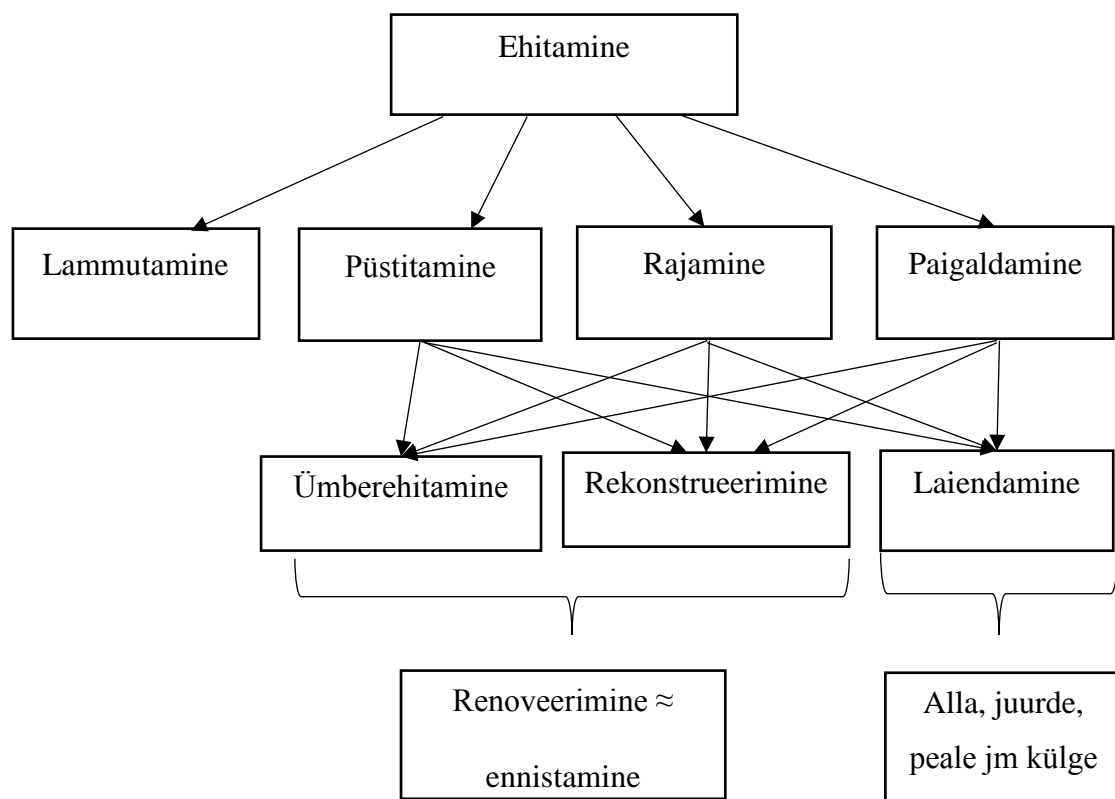 Ehitamine
Lammutamine
Püstitamine
Rajamine
Paigaldamine
Ümberehitamine
Rekonstrueerimine
Laiendamine
Renoveerimine ≈
ennistamine
Alla, juurde,
peale jm külge